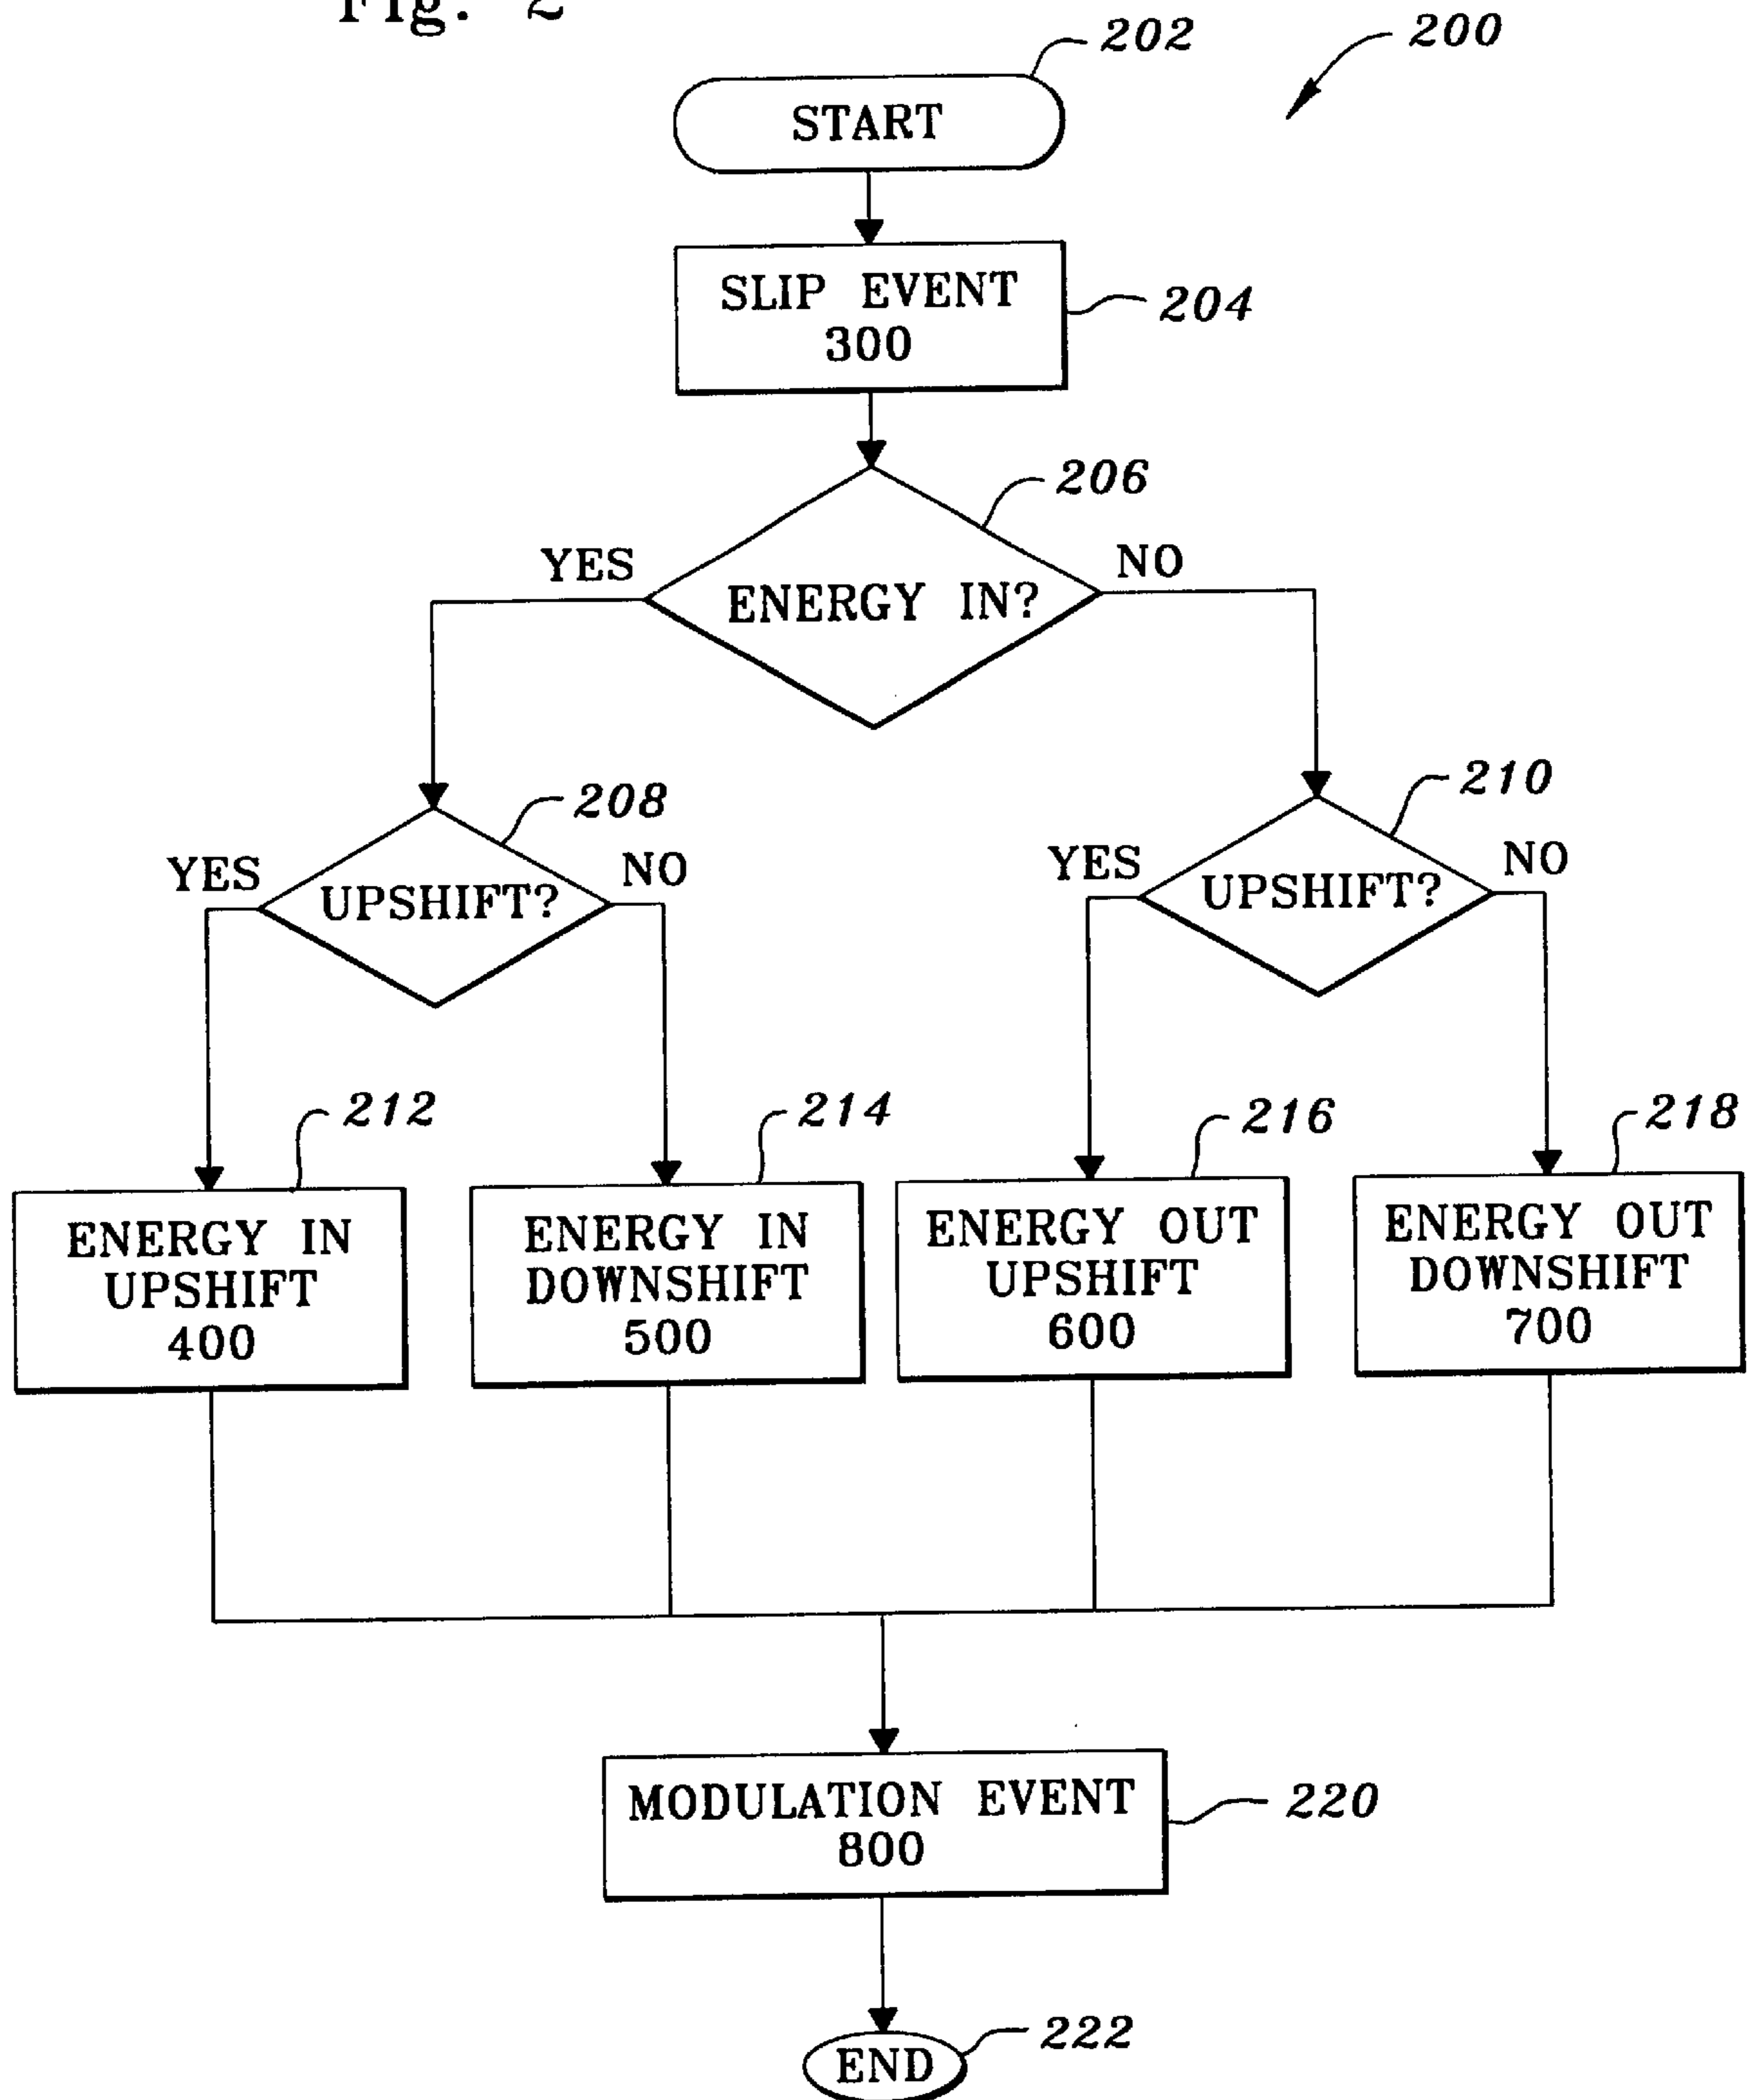 Fig. 2
202
200
START
SLIP EVENT
300
204
206
YES
NO
ENERGY IN?
208
210
YES
NO
UPSHIFT?
YES
NO
UPSHIFT?
212
214
216
218
ENERGY IN
UPSHIFT
400
ENERGY IN
DOWNSHIFT
500
ENERGY OUT
UPSHIFT
600
ENERGY OUT
DOWNSHIFT
700
MODULATION EVENT
800
220
222
END